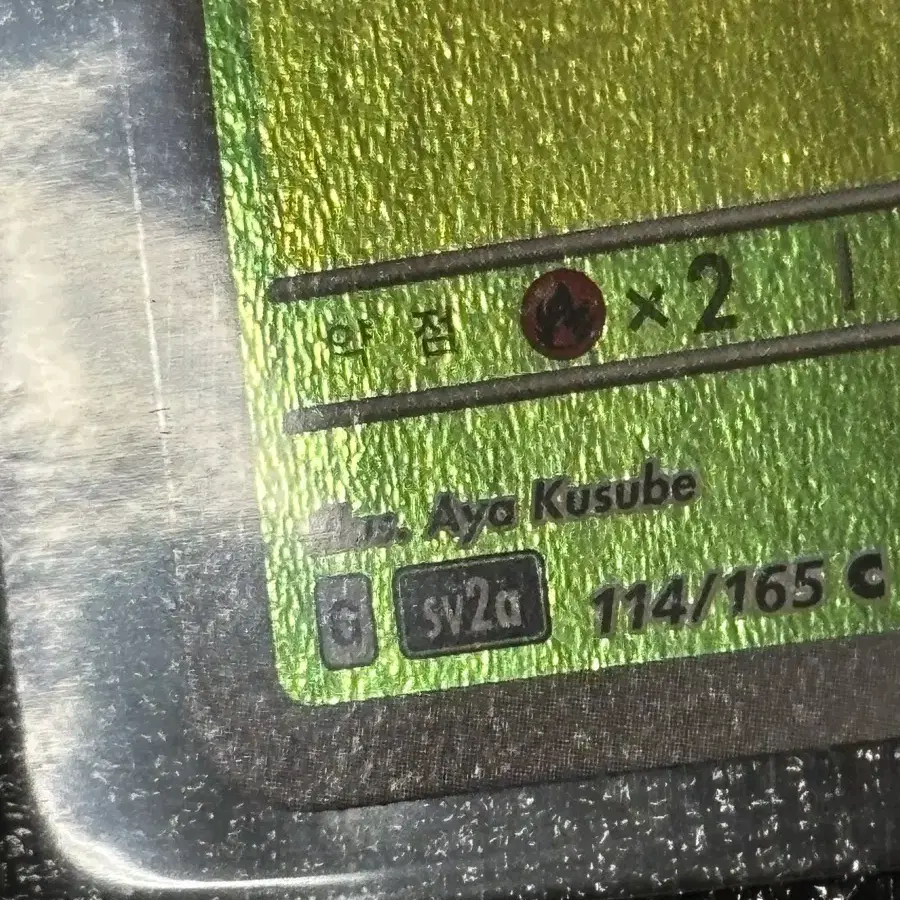 약 점 ×2
Illus. Aya Kusube
G sv2a 114/165 C